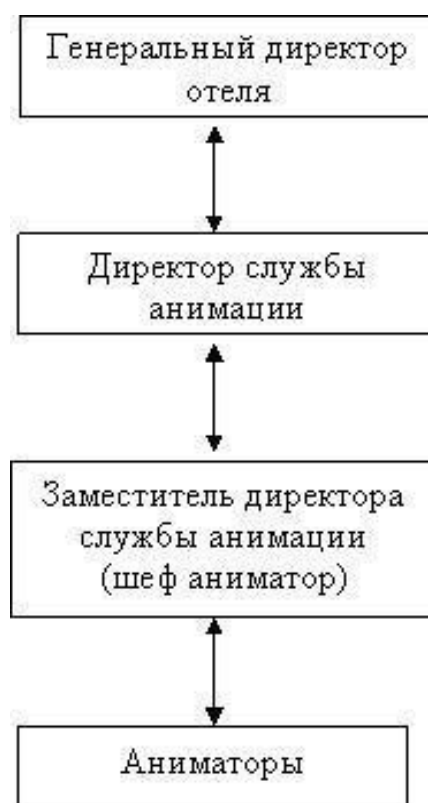 Генеральный директор
отеля
Директор службы
анимации
Заместитель директора
службы анимации
(шеф аниматор)
Аниматоры